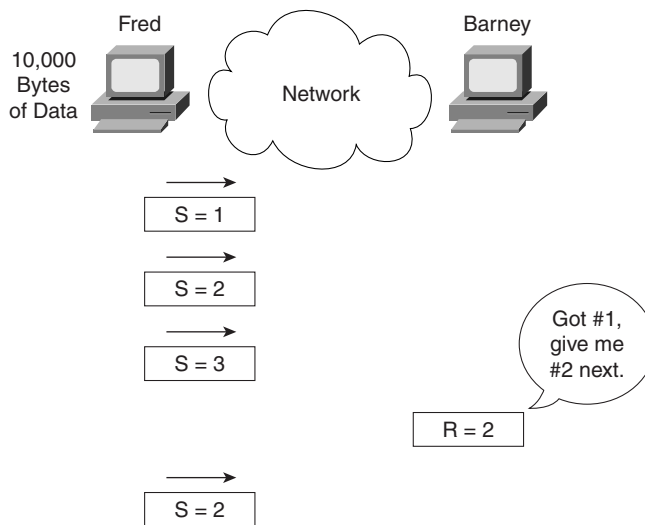 Fred
Barney
10,000
Bytes
of Data
Network
S = 1
S = 2
S = 3
Got #1,
give me
#2 next.
R = 2
S = 2